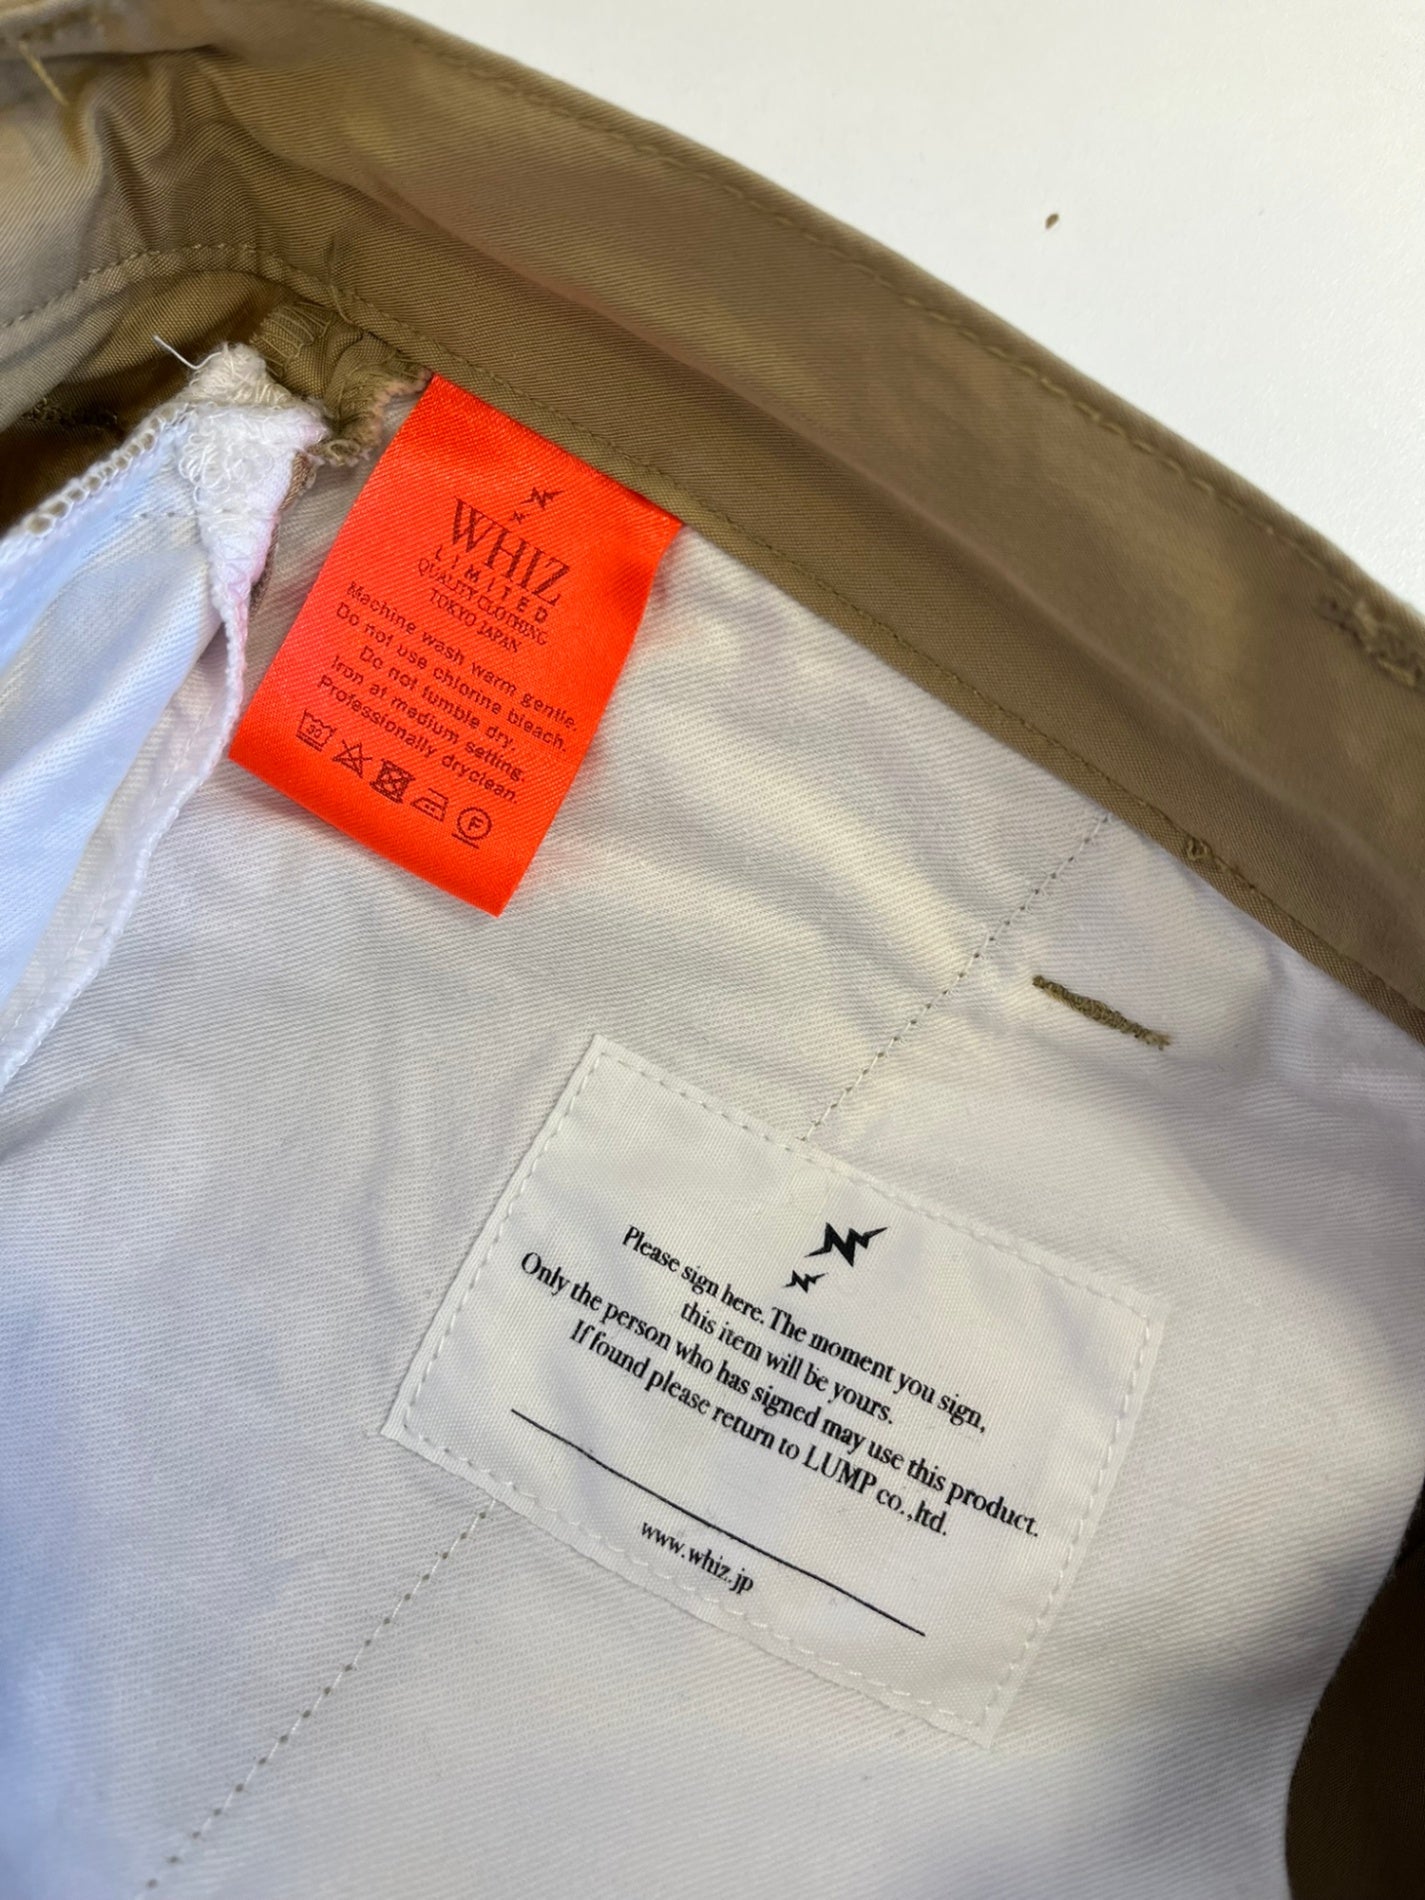 WHIZ
LIMITED
QUALITY CLOTHING
TOKYO JAPAN
Machine wash warm gentle.
Do not use chlorine bleach.
Do not fumble dry.
Iron at medium setting.
Professionally dryclean.
30
F
Please sign here. The moment you sign,
this item will be yours.
Only the person who has signed may use this product.
If found please return to LUMP co.,ltd.
www.whiz.jp